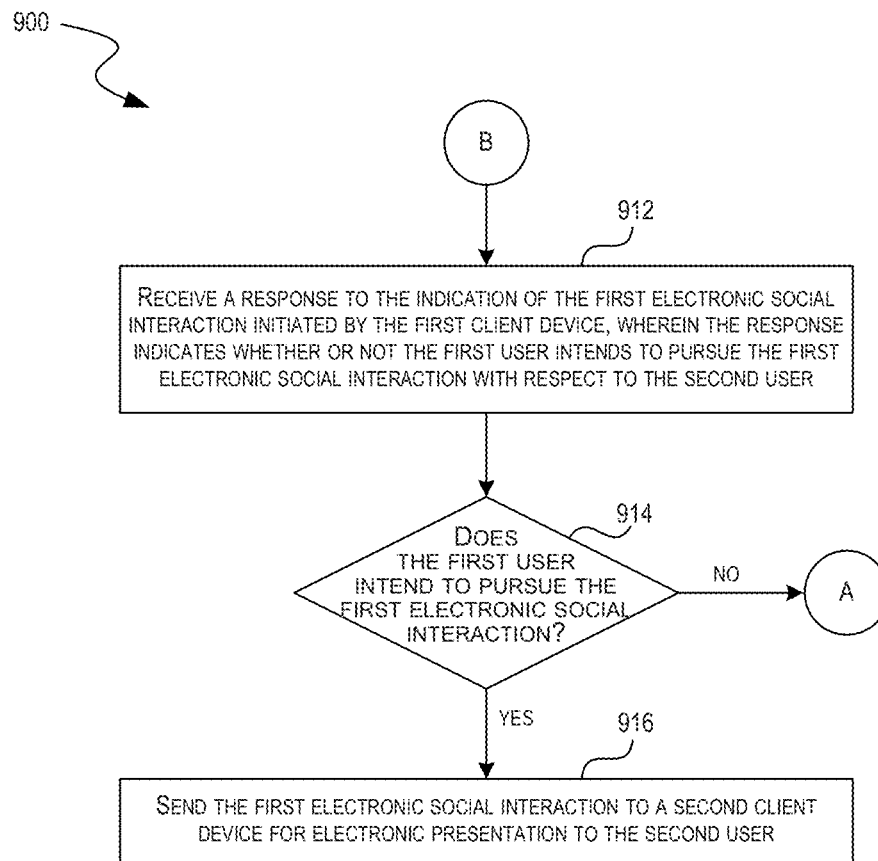 900
B
912
RECEIVE A RESPONSE TO THE INDICATION OF THE FIRST ELECTRONIC SOCIAL
INTERACTION INITIATED BY THE FIRST CLIENT DEVICE, WHEREIN THE RESPONSE
INDICATES WHETHER OR NOT THE FIRST USER INTENDS TO PURSUE THE FIRST
ELECTRONIC SOCIAL INTERACTION WITH RESPECT TO THE SECOND USER
914
DOES
THE FIRST USER
INTEND TO PURSUE THE
FIRST ELECTRONIC SOCIAL
INTERACTION?
NO
A
YES
916
SEND THE FIRST ELECTRONIC SOCIAL INTERACTION TO A SECOND CLIENT
DEVICE FOR ELECTRONIC PRESENTATION TO THE SECOND USER